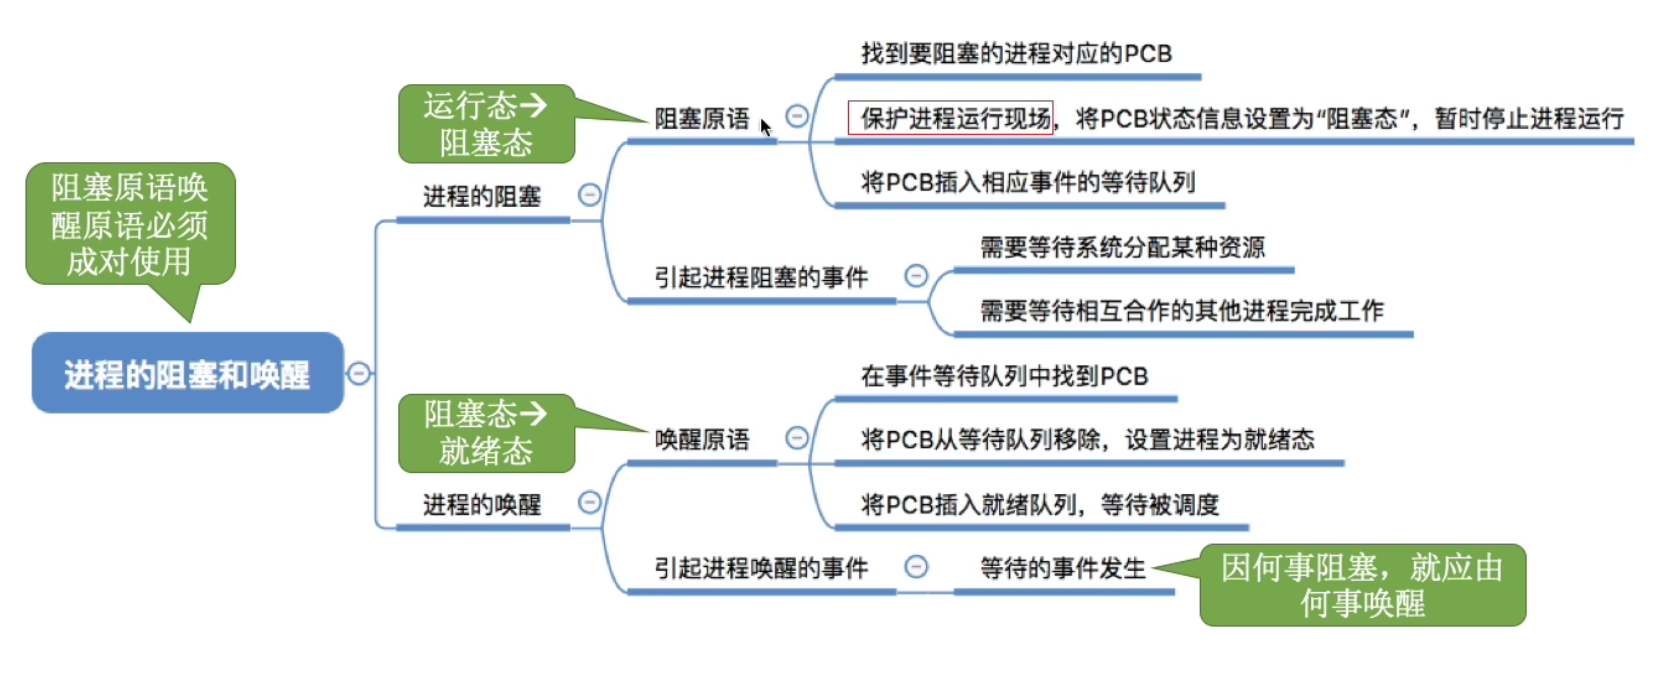 找到要阻塞的进程对应的PCB
运行态→
阻塞态
阻塞原语
保护进程运行现场，将PCB状态信息设置为“阻塞态”，暂时停止进程运行
将PCB插入相应事件的等待队列
阻塞原语唤
醒原语必须
成对使用
进程的阻塞
引起进程阻塞的事件
需要等待系统分配某种资源
需要等待相互合作的其他进程完成工作
进程的阻塞和唤醒
在事件等待队列中找到PCB
阻塞态→
就绪态
唤醒原语
将PCB从等待队列移除，设置进程为就绪态
将PCB插入就绪队列，等待被调度
进程的唤醒
引起进程唤醒的事件
等待的事件发生
因何事阻塞，就应由
何事唤醒